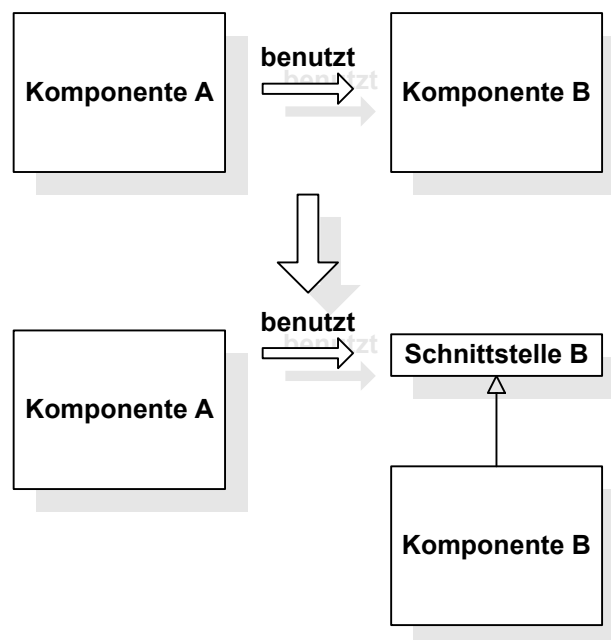 benutzt
Komponente A
Komponente B
benutzt
Komponente A
Schnittstelle B
Komponente B